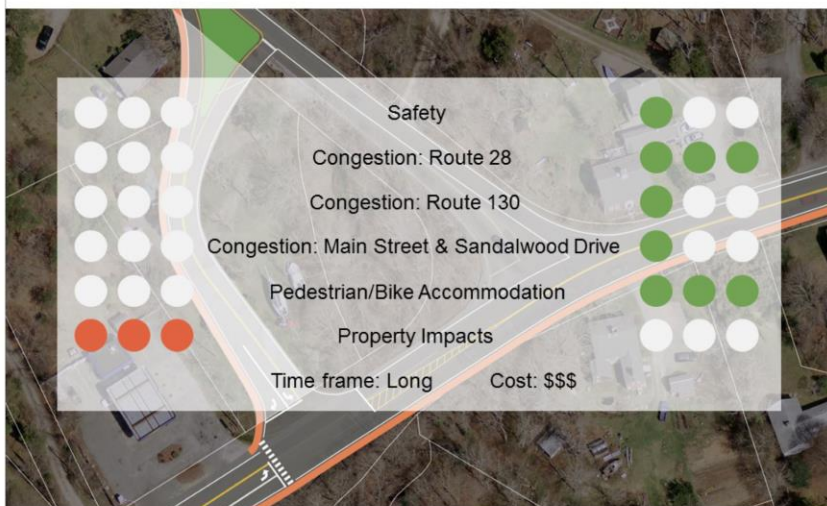 Safety
Congestion: Route 28
Congestion: Route 130
Congestion: Main Street & Sandalwood Drive
Pedestrian/Bike Accommodation
Property Impacts
Time frame: Long Cost: $$$